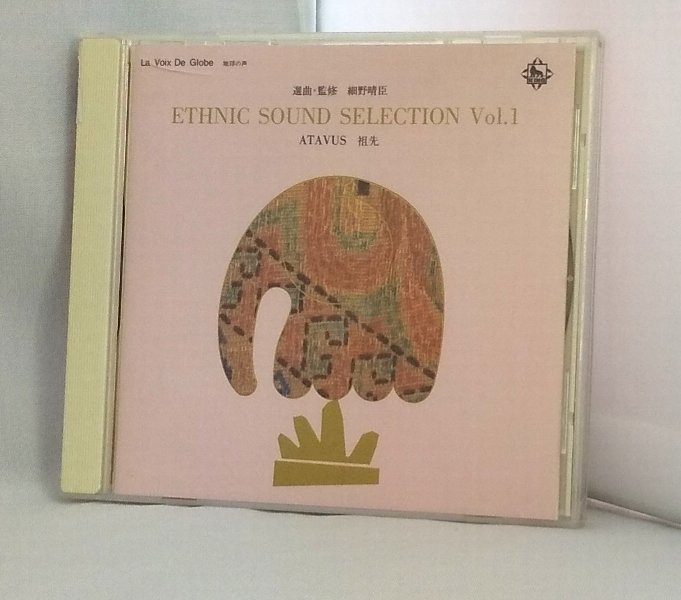 La Voix De Globe 地球の声
選曲・監修 細野晴臣
ETHNIC SOUND SELECTION Vol.1
ATAVUS 祖先